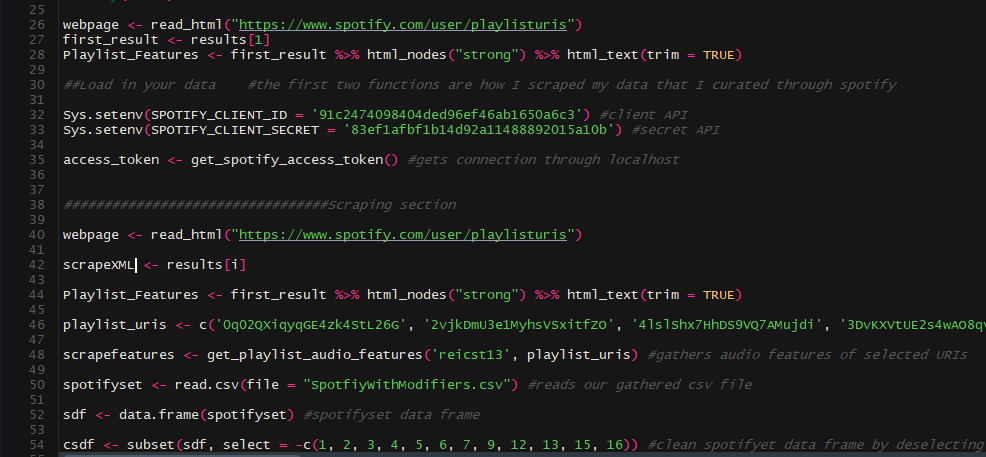 25
26 webpage <- read_html("https://www.spotify.com/user/playlisturis")
27 first_result <- results[1]
28 Playlist_Features <- first_result %>% html_nodes("strong") %>% html_text(trim = TRUE)
29
30 ##Load in your data    #the first two functions are how I scraped my data that I curated through spotify
31
32 Sys.setenv(SPOTIFY_CLIENT_ID = '91c2474098404ded96ef46ab1650a6c3') #client API
33 Sys.setenv(SPOTIFY_CLIENT_SECRET = '83ef1afbf1b14d92a11488892015a10b') #secret API
34
35 access_token <- get_spotify_access_token() #gets connection through localhost
36
37
38 #################################Scraping section
39
40 webpage <- read_html("https://www.spotify.com/user/playlisturis")
41
42 scrapeXML <- results[i]
43
44 Playlist_Features <- first_result %>% html_nodes("strong") %>% html_text(trim = TRUE)
45
46 playlist_uris <- c('0q02QXiqyqGE4zk4StL26G', '2vjkDmU3e1MyhsVSxitfZO', '4lslShx7HhDS9VQ7AMujdi', '3DvKXVtUE2s4wAO8qv
47
48 scrapefeatures <- get_playlist_audio_features('reicst13', playlist_uris) #gathers audio features of selected URIs
49
50 spotifyset <- read.csv(file = "SpotfiyWithModifiers.csv") #reads our gathered csv file
51
52 sdf <- data.frame(spotifyset) #spotifyset data frame
53
54 csdf <- subset(sdf, select = -c(1, 2, 3, 4, 5, 6, 7, 9, 12, 13, 15, 16)) #clean spotifyet data frame by deselecting
55